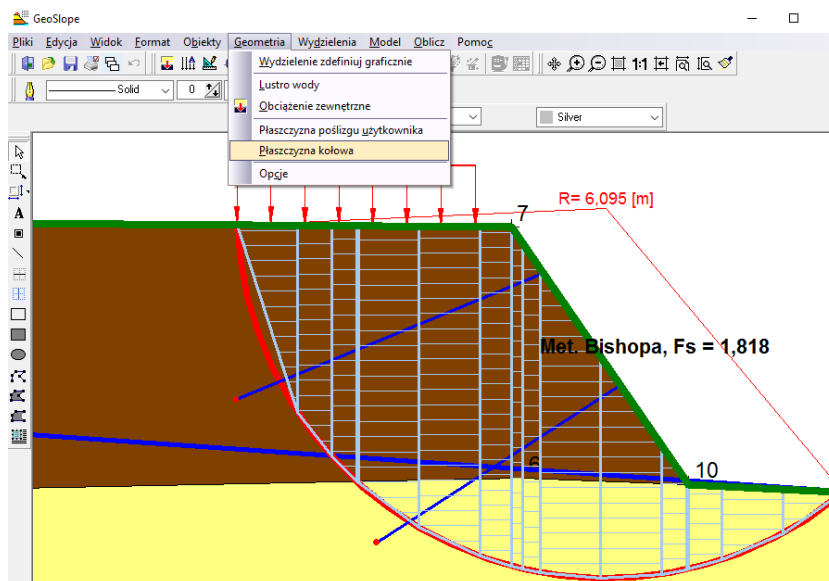 GeoSlope
Pliki Edycja Widok Format Obiekty Geometria Wydzielenia Model Oblicz Pomoc
1:1
Solid 0
Silver
Wydzielenie zdefiniuj graficznie
Lustro wody
Obciążenie zewnętrzne
Płaszczyzna poślizgu użytkownika
Płaszczyzna kołowa
Opcje
A
R= 6,095 [m]
7
Met. Bishopa, Fs = 1,818
6
10